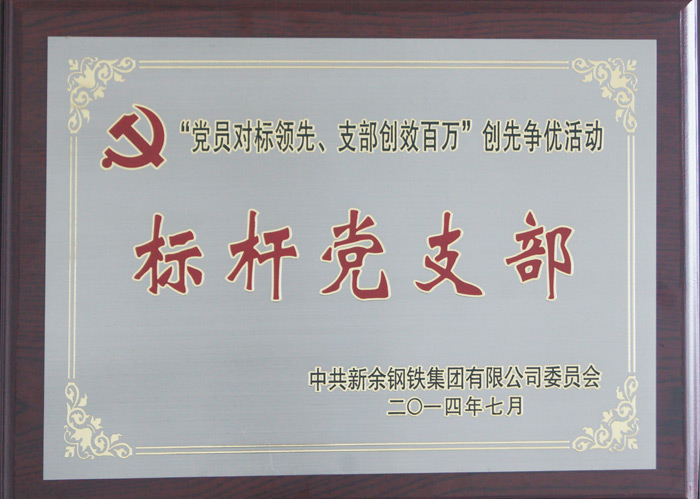 “党员对标领先、支部创效百万”创先争优活动
标杆党支部
中共新余钢铁集团有限公司委员会
二〇一四年七月